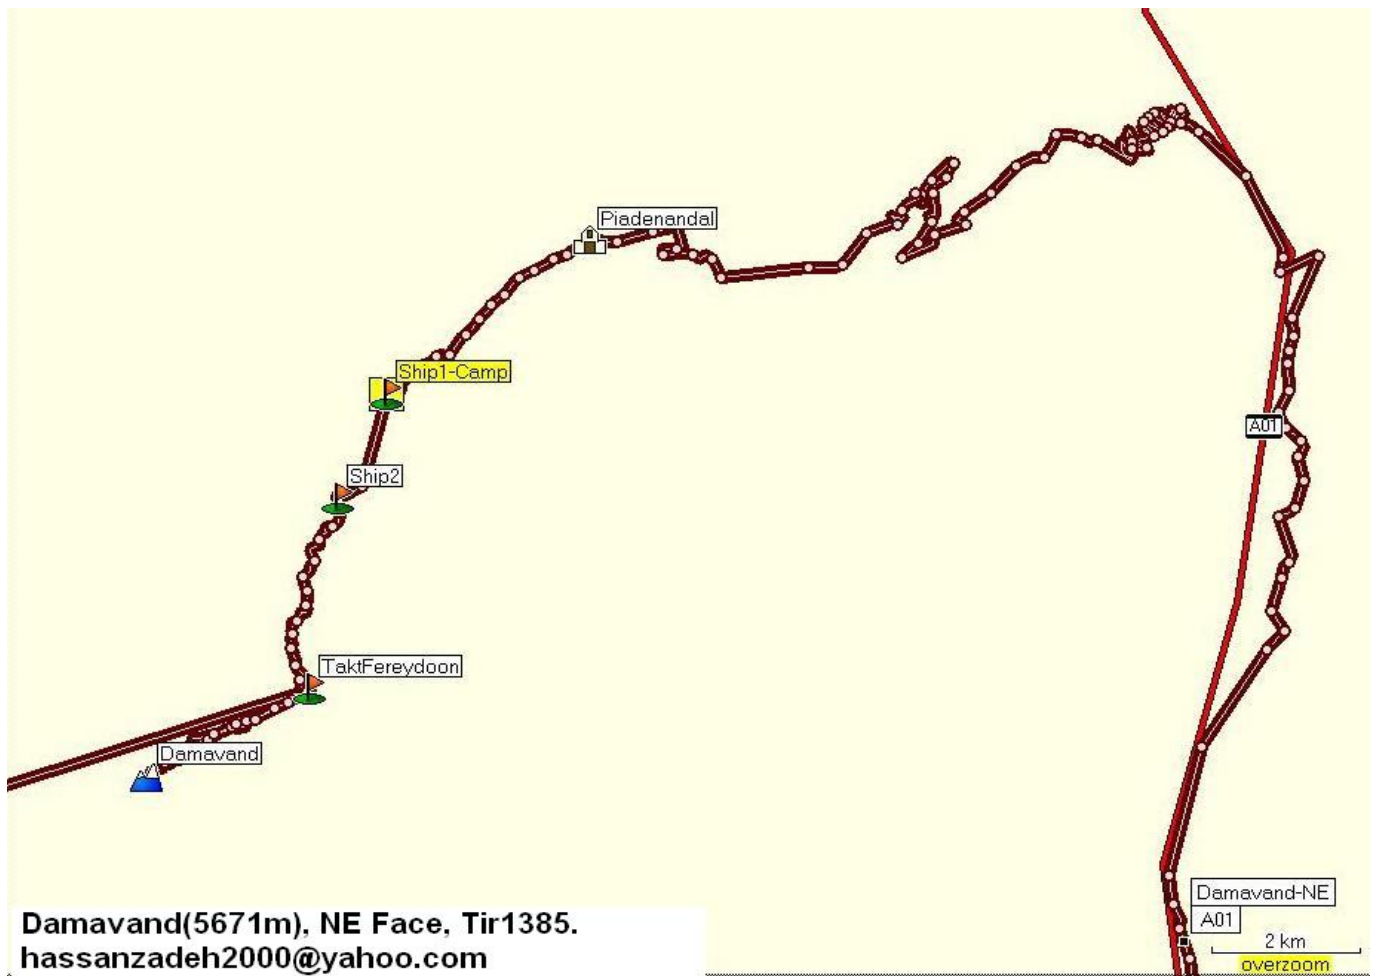 Piadenandal
Ship1-Camp
A01
Ship2
TaktFereydoon
Damavand
Damavand-NE
A01
2 km
overzoom
Damavand(5671m), NE Face, Tir1385.
hassanzadeh2000@yahoo.com